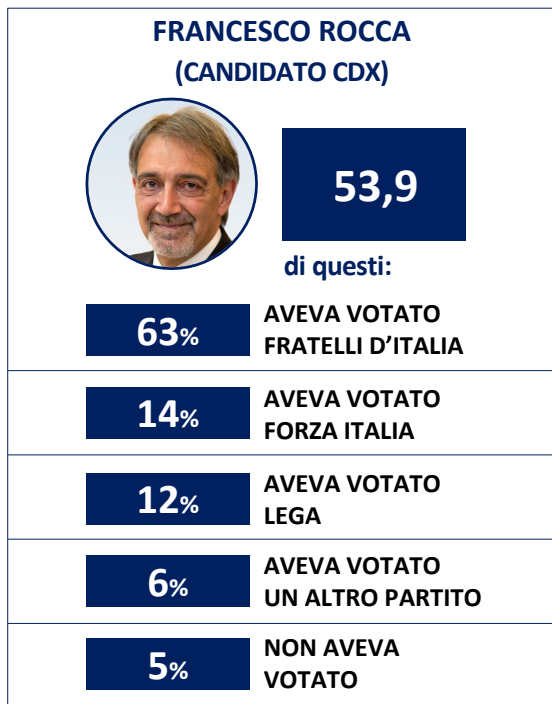 FRANCESCO ROCCA
(CANDIDATO CDX)
53,9
di questi:
63%
AVEVA VOTATO
FRATELLI D’ITALIA
14%
AVEVA VOTATO
FORZA ITALIA
12%
AVEVA VOTATO
LEGA
6%
AVEVA VOTATO
UN ALTRO PARTITO
5%
NON AVEVA
VOTATO